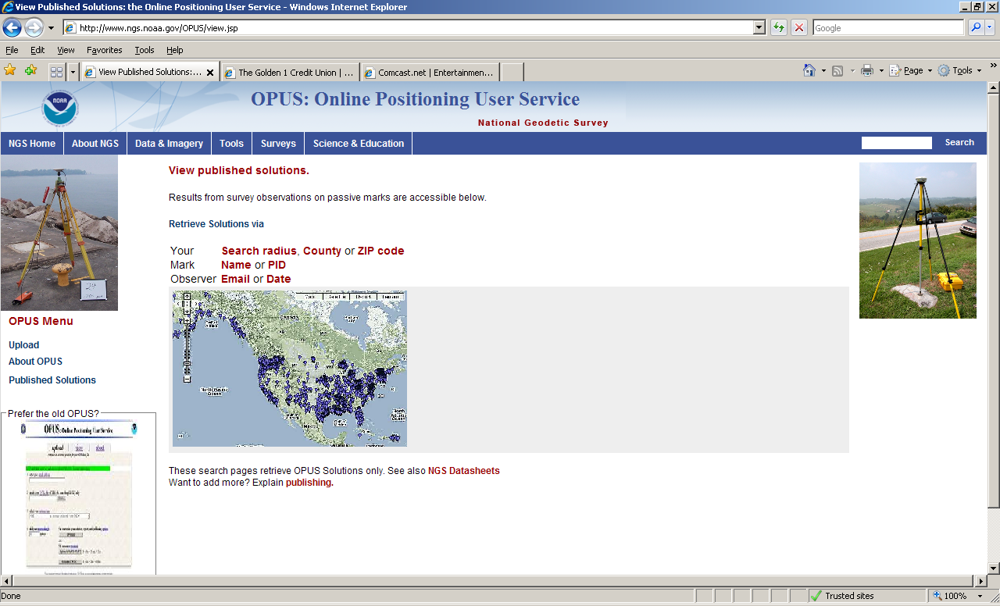 View Published Solutions: the Online Positioning User Service - Windows Internet Explorer
http://www.ngs.noaa.gov/OPUS/view.jsp
Google
File Edit View Favorites Tools Help
View Published Solutions:...
The Golden 1 Credit Union | ...
Comcast.net | Entertainmen...
Page Tools
NOAA
OPUS: Online Positioning User Service
National Geodetic Survey
NGS Home About NGS Data & Imagery Tools Surveys Science & Education Search
View published solutions.
Results from survey observations on passive marks are accessible below.
Retrieve Solutions via
Your Search radius, County or ZIP code
Mark Name or PID
Observer Email or Date
Canada
North Pacific
Ocean
Mexico
These search pages retrieve OPUS Solutions only. See also NGS Datasheets
Want to add more? Explain publishing.
OPUS Menu
Upload
About OPUS
Published Solutions
Prefer the old OPUS?
OPUS: Online Positioning User Service
upload view about
Done
Trusted sites
100%